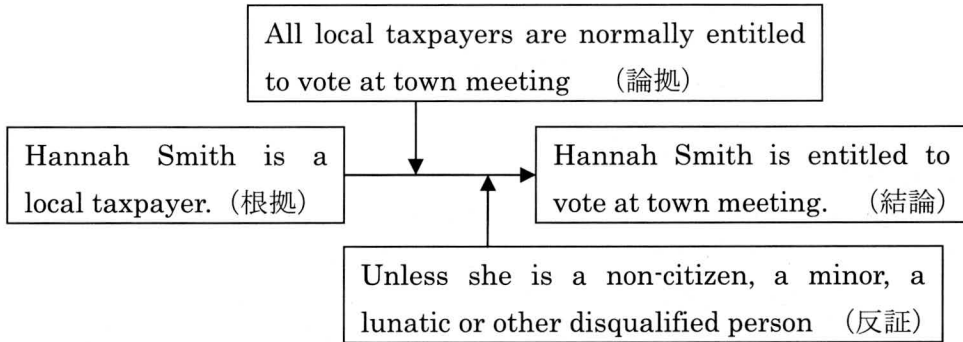 All local taxpayers are normally entitled
to vote at town meeting （論拠）
Hannah Smith is a
local taxpayer.（根拠）
Hannah Smith is entitled to
vote at town meeting. （結論）
Unless she is a non-citizen, a minor, a
lunatic or other disqualified person （反証）